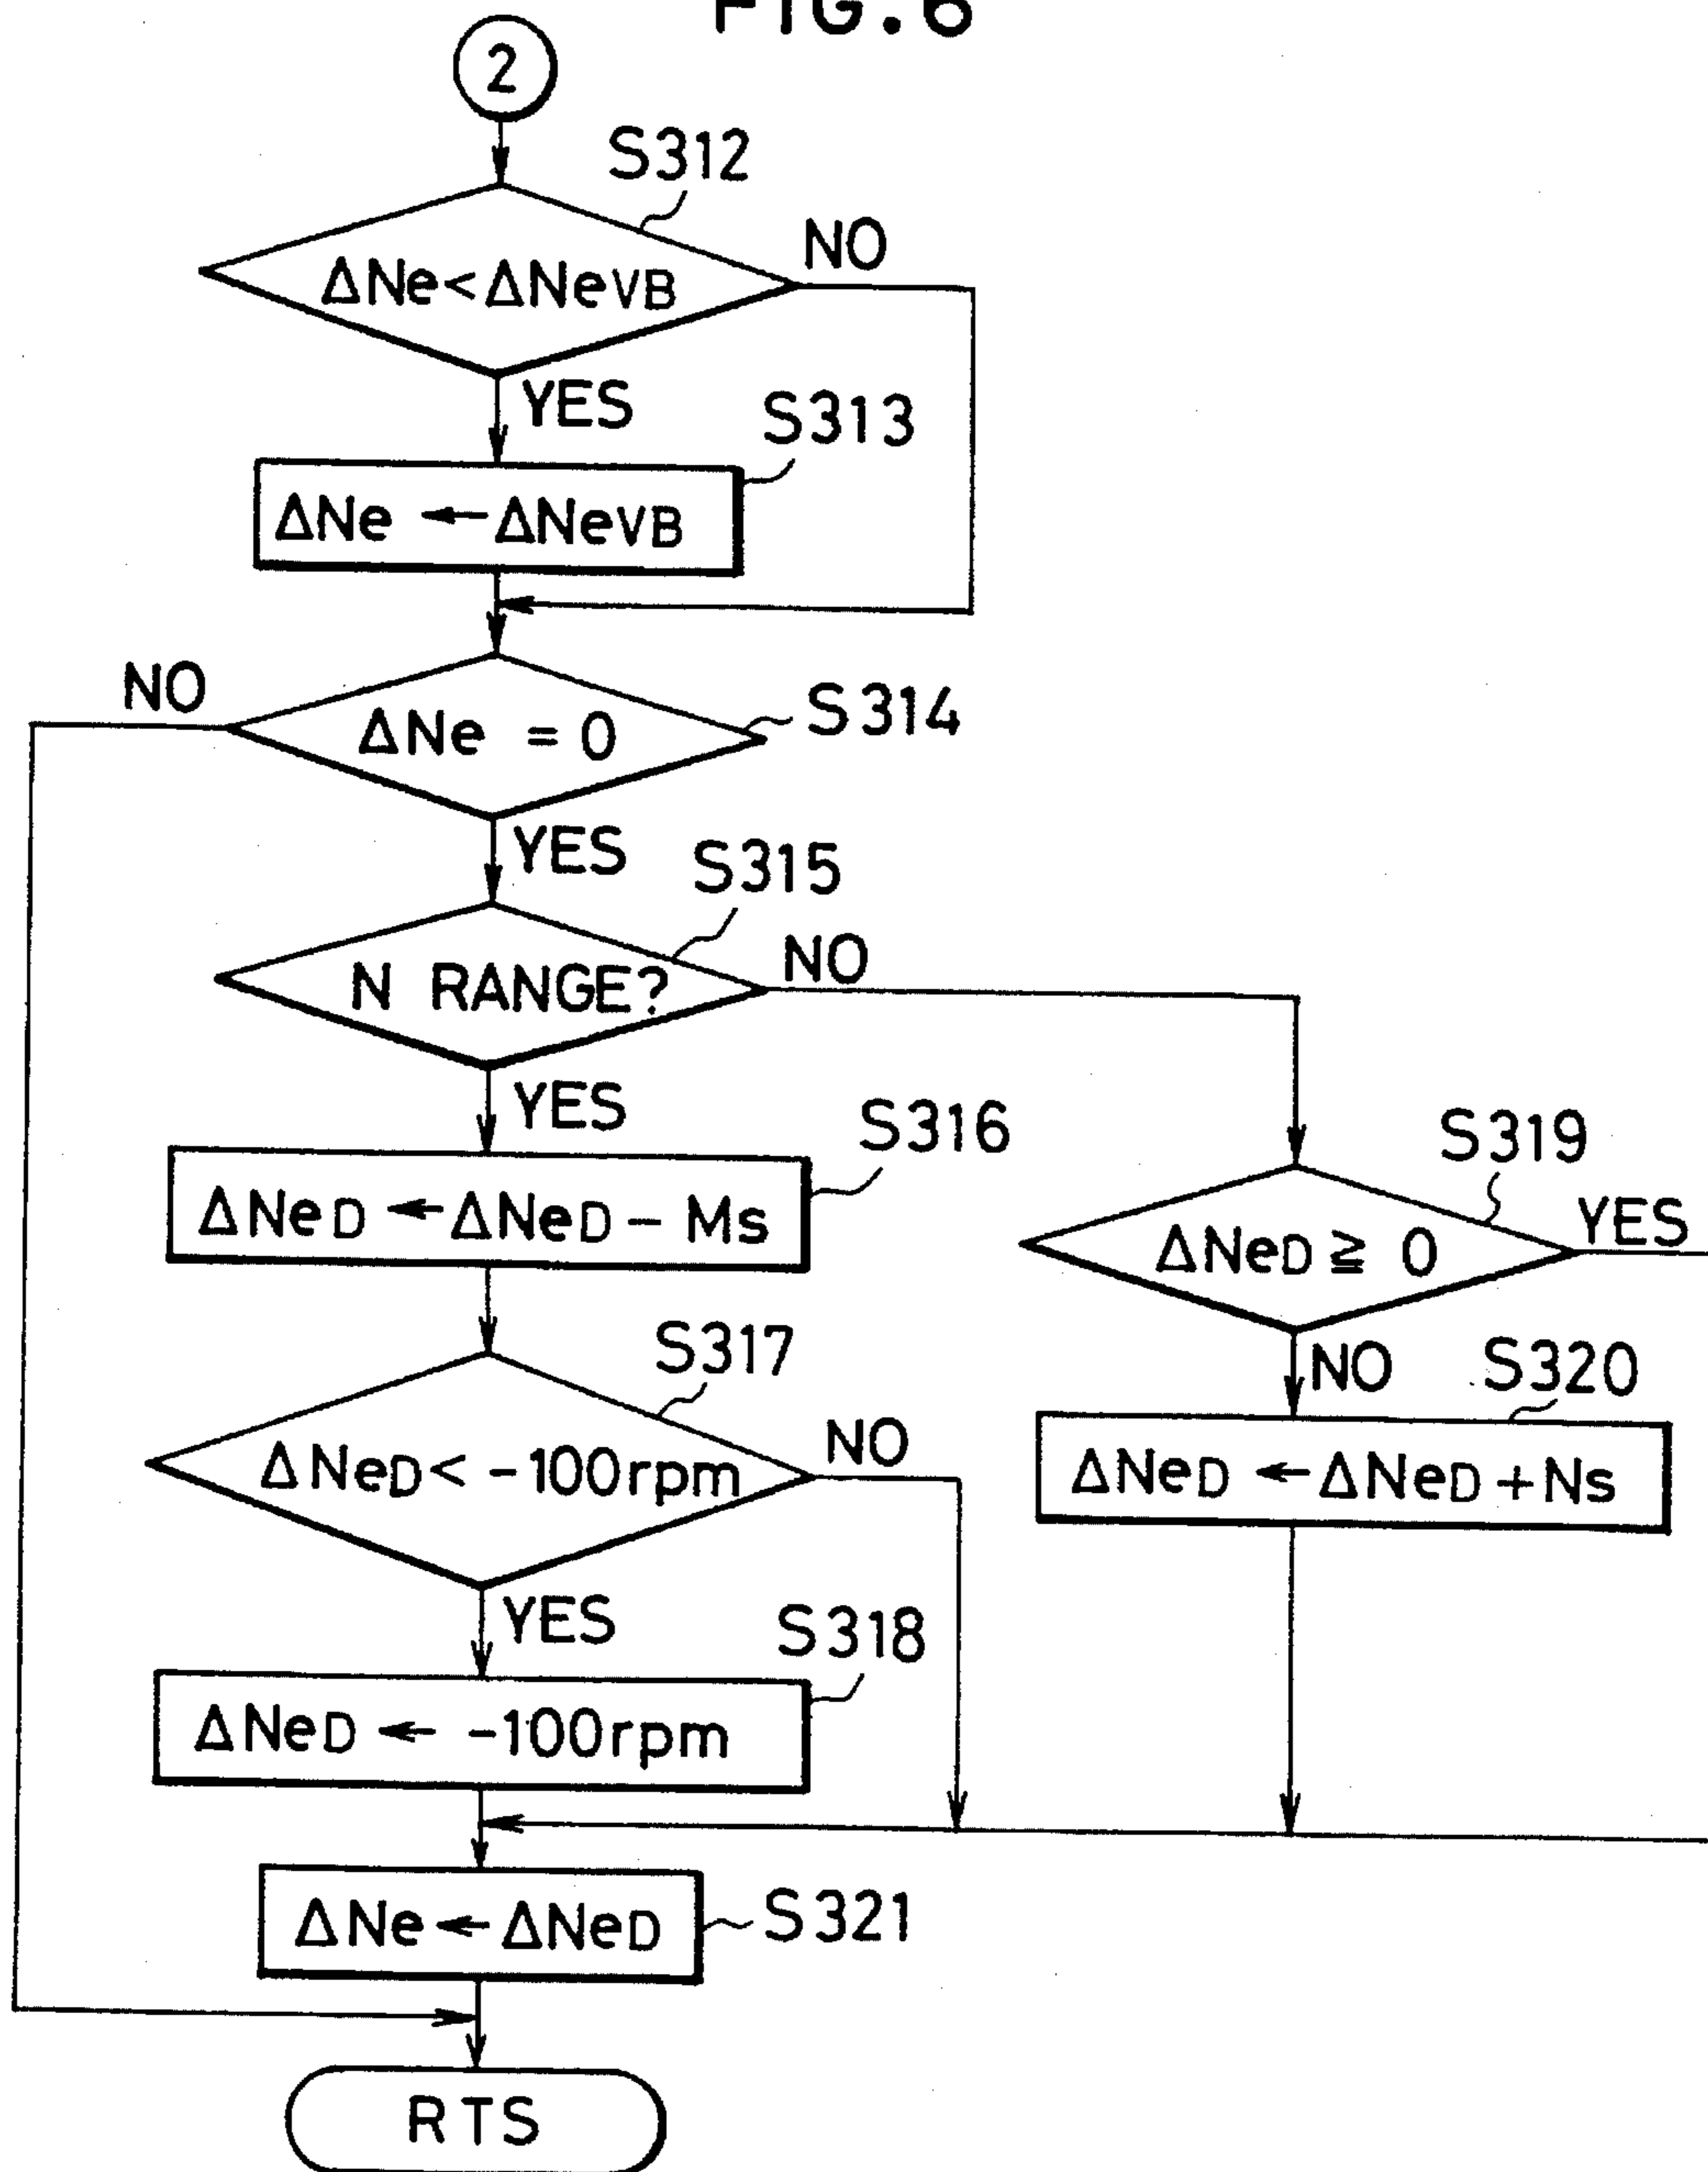 FIG.6
2
S312
ΔNe<ΔNeVB
NO
YES
S313
ΔNe ←ΔNeVB
NO
ΔNe = 0
S314
YES
S315
N RANGE?
NO
YES
S316
ΔNeD ←ΔNeD – Ms
S319
ΔNeD ≧ 0
YES
S317
ΔNeD< -100rpm
NO
NO
S320
ΔNeD ←ΔNeD +Ns
YES
S318
ΔNeD ← -100rpm
ΔNe←ΔNeD
S321
RTS